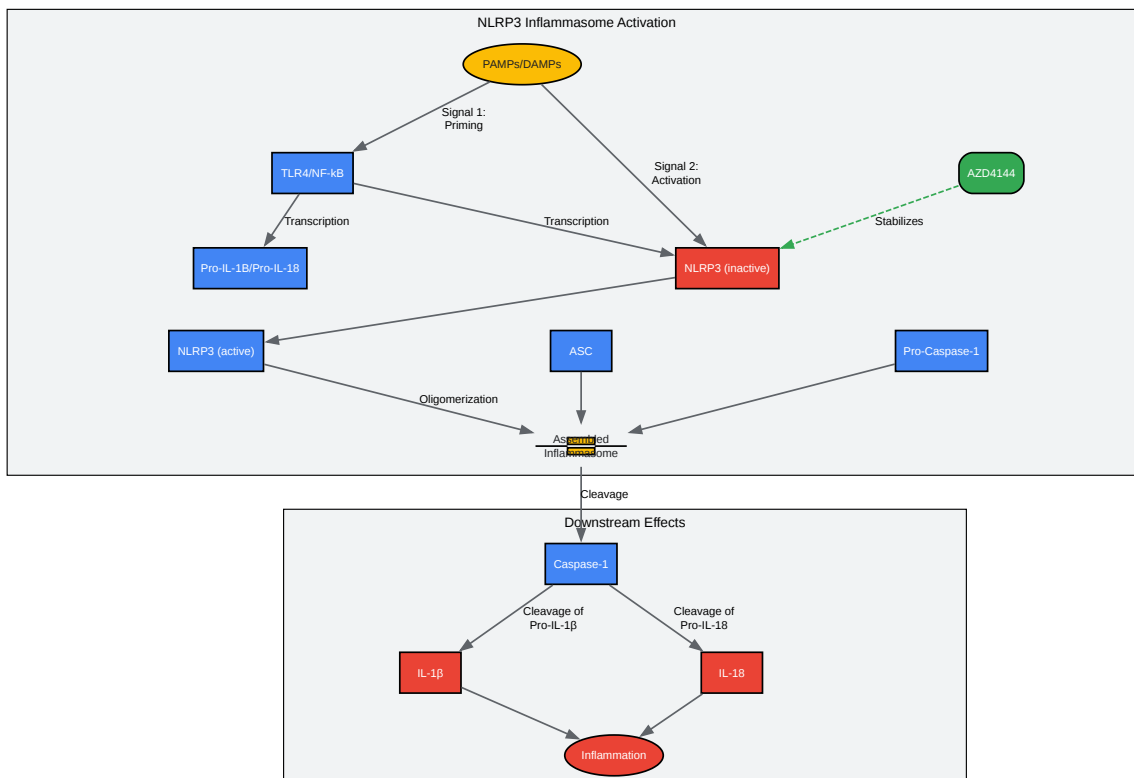 NLRP3 Inflammasome Activation
PAMPs/DAMPs
Signal 1:
Priming
Signal 2:
Activation
TLR4/NF-kB
AZD4144
Transcription
Transcription
Stabilizes
Pro-IL-1B/Pro-IL-18
NLRP3 (inactive)
NLRP3 (active)
ASC
Pro-Caspase-1
Oligomerization
Assembled
Inflammasome
Cleavage
Downstream Effects
Caspase-1
Cleavage of
Pro-IL-1β
Cleavage of
Pro-IL-18
IL-1β
IL-18
Inflammation